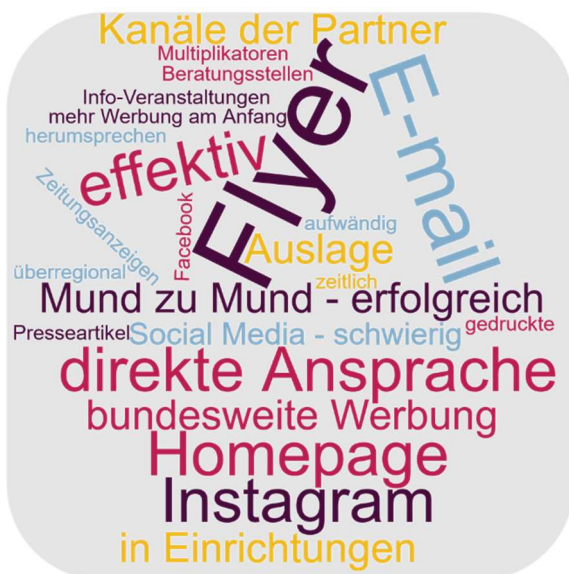 Kanäle der Partner
Multiplikatoren
Beratungsstellen
Info-Veranstaltungen
mehr Werbung am Anfang
herumsprechen
effektiv
Flyer
E-mail
Zeitungsanzeigen
Facebook
aufwändig
Auslage
überregional
zeitlich
Mund zu Mund - erfolgreich
Presseartikel
Social Media - schwierig
gedruckte
direkte Ansprache
bundesweite Werbung
Homepage
Instagram
in Einrichtungen